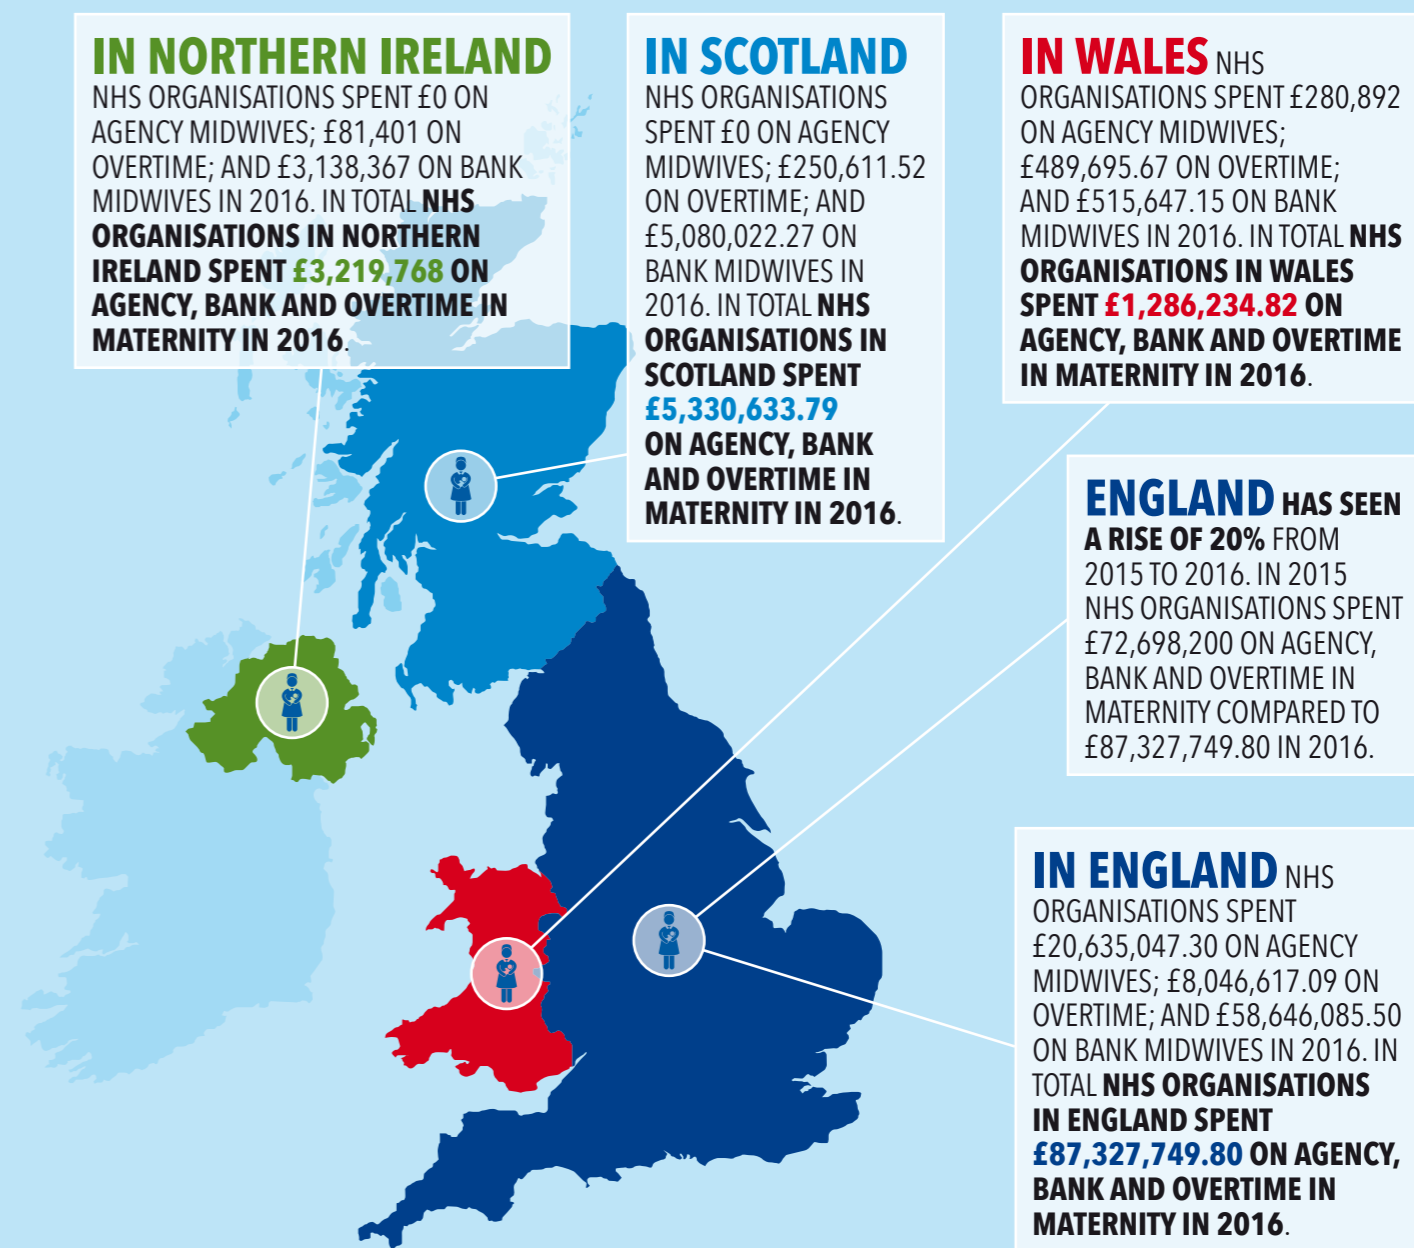 IN NORTHERN IRELAND
NHS ORGANISATIONS SPENT £0 ON
AGENCY MIDWIVES; £81,401 ON
OVERTIME; AND £3,138,367 ON BANK
MIDWIVES IN 2016. IN TOTAL NHS
ORGANISATIONS IN NORTHERN
IRELAND SPENT £3,219,768 ON
AGENCY, BANK AND OVERTIME IN
MATERNITY IN 2016.
IN SCOTLAND
NHS ORGANISATIONS
SPENT £0 ON AGENCY
MIDWIVES; £250,611.52
ON OVERTIME; AND
£5,080,022.27 ON
BANK MIDWIVES IN
2016. IN TOTAL NHS
ORGANISATIONS IN
SCOTLAND SPENT
£5,330,633.79
ON AGENCY, BANK
AND OVERTIME IN
MATERNITY IN 2016.
IN WALES NHS
ORGANISATIONS SPENT £280,892
ON AGENCY MIDWIVES;
£489,695.67 ON OVERTIME;
AND £515,647.15 ON BANK
MIDWIVES IN 2016. IN TOTAL NHS
ORGANISATIONS IN WALES
SPENT £1,286,234.82 ON
AGENCY, BANK AND OVERTIME
IN MATERNITY IN 2016.
ENGLAND HAS SEEN
A RISE OF 20% FROM
2015 TO 2016. IN 2015
NHS ORGANISATIONS SPENT
£72,698,200 ON AGENCY,
BANK AND OVERTIME IN
MATERNITY COMPARED TO
£87,327,749.80 IN 2016.
IN ENGLAND NHS
ORGANISATIONS SPENT
£20,635,047.30 ON AGENCY
MIDWIVES; £8,046,617.09 ON
OVERTIME; AND £58,646,085.50
ON BANK MIDWIVES IN 2016. IN
TOTAL NHS ORGANISATIONS
IN ENGLAND SPENT
£87,327,749.80 ON AGENCY,
BANK AND OVERTIME IN
MATERNITY IN 2016.